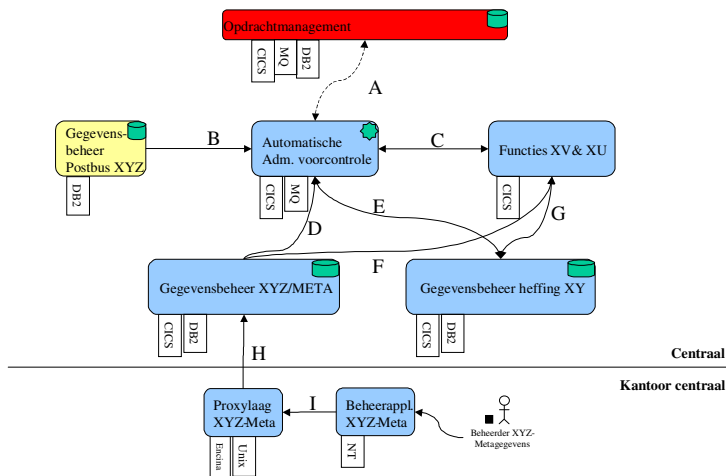 Opdrachtmanagement
CICS
MQ
DB2
A
Gegevens-
beheer
Postbus XYZ
DB2
B
Automatische
Adm. voorcontrole
CICS
MQ
C
Functies XV& XU
CICS
D
E
F
G
Gegevensbeheer XYZ/META
CICS
DB2
Gegevensbeheer heffing XY
CICS
DB2
Centraal
H
Kantoor centraal
Proxylaag
XYZ-Meta
Encina
Unix
I
Beheerappl.
XYZ-Meta
NT
Beheerder XYZ-
Metagegevens